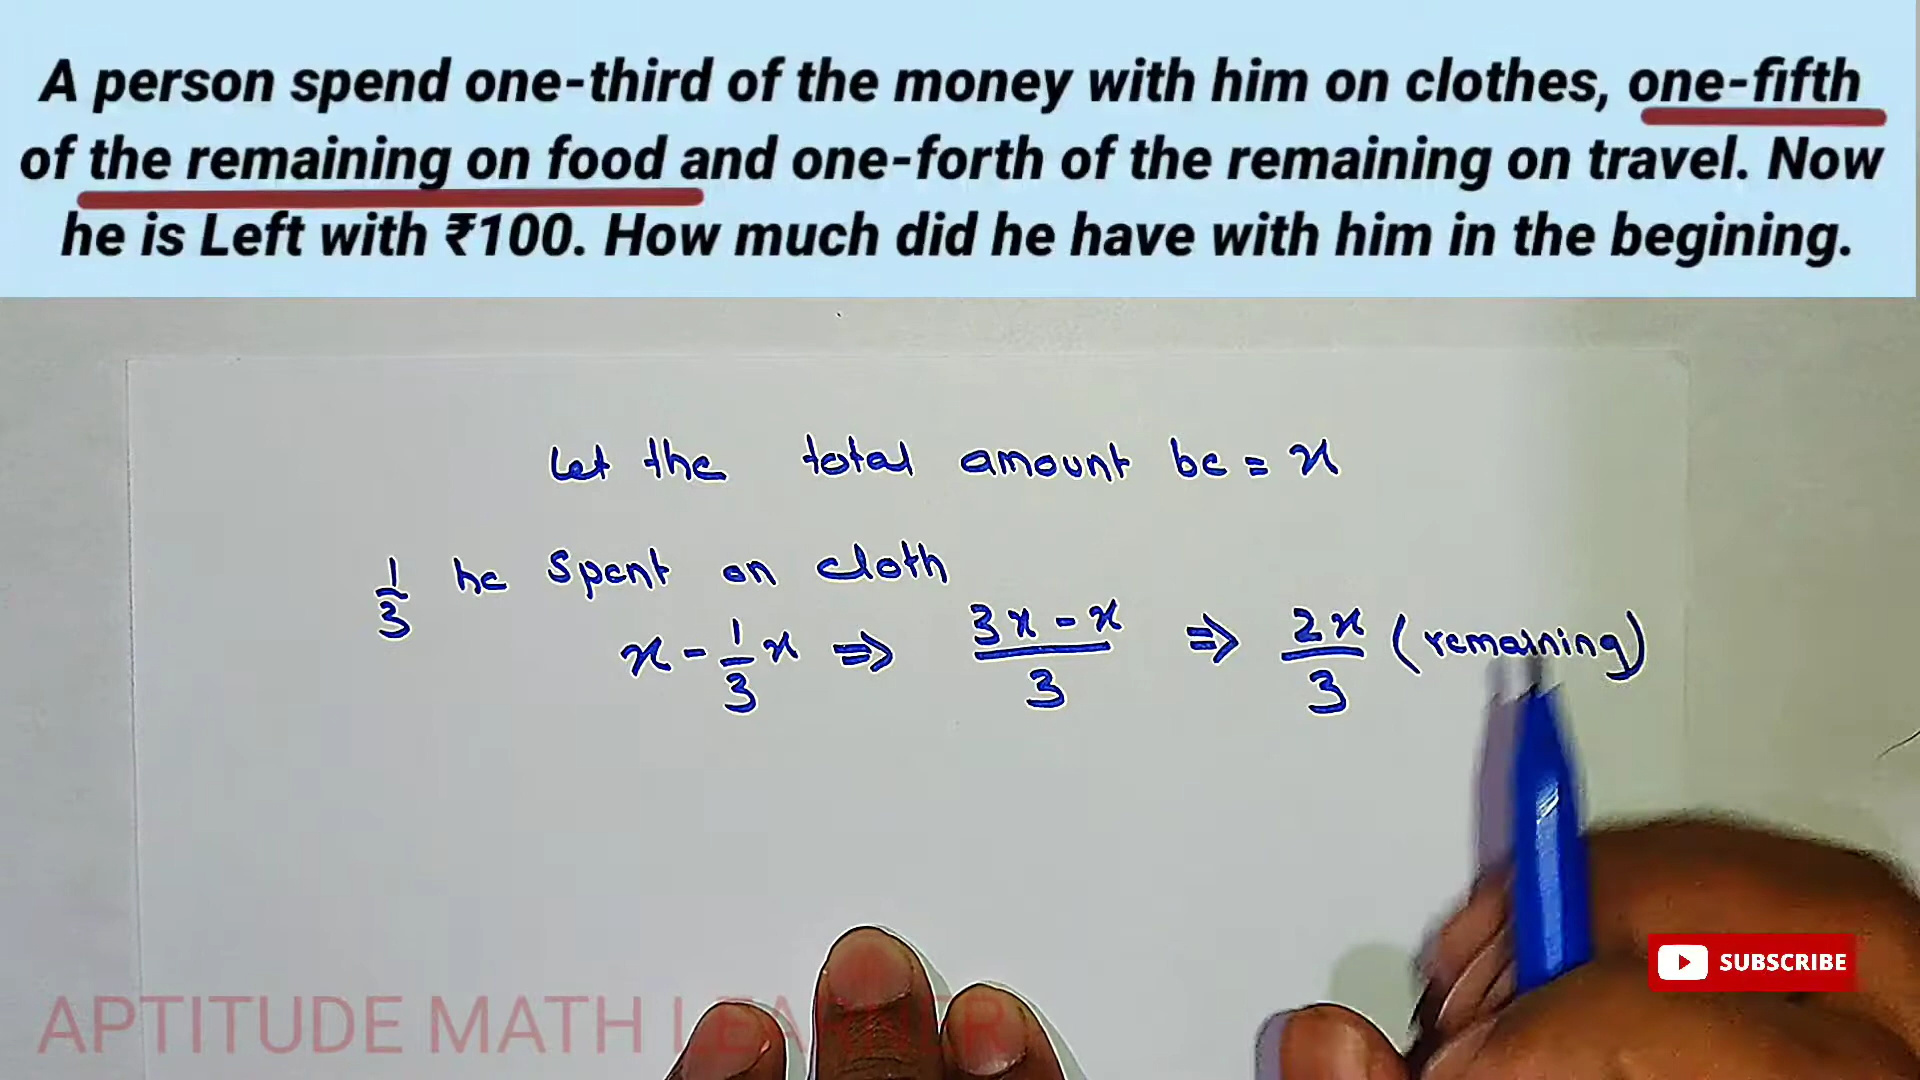 A person spend one-third of the money with him on clothes, one-fifth
of the remaining on food and one-forth of the remaining on travel. Now
he is Left with ₹100. How much did he have with him in the begining.
Let the total amount be = x
1/3 he spent on cloth
x - 1/3 x ⇒ 3x - x / 3 ⇒ 2x/3 (remaining)
SUBSCRIBE
APTITUDE MATH LEARNER